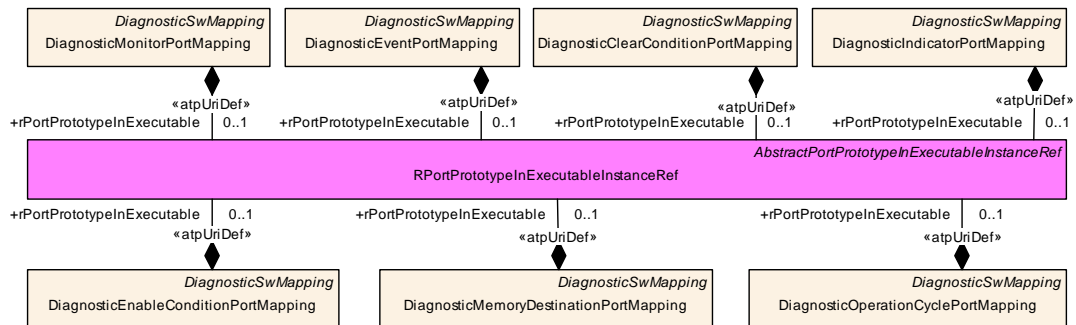 DiagnosticSwMapping DiagnosticSwMapping DiagnosticSwMapping DiagnosticSwMapping
DiagnosticMonitorPortMapping DiagnosticEventPortMapping DiagnosticClearConditionPortMapping DiagnosticIndicatorPortMapping
«atpUriDef» «atpUriDef» «atpUriDef» «atpUriDef»
+rPortPrototypeInExecutable 0..1 +rPortPrototypeInExecutable 0..1 +rPortPrototypeInExecutable 0..1 +rPortPrototypeInExecutable 0..1
AbstractPortPrototypeInExecutableInstanceRef
RPortPrototypeInExecutableInstanceRef
+rPortPrototypeInExecutable 0..1 +rPortPrototypeInExecutable 0..1 +rPortPrototypeInExecutable 0..1
«atpUriDef» «atpUriDef» «atpUriDef»
DiagnosticSwMapping DiagnosticSwMapping DiagnosticSwMapping
DiagnosticEnableConditionPortMapping DiagnosticMemoryDestinationPortMapping DiagnosticOperationCyclePortMapping